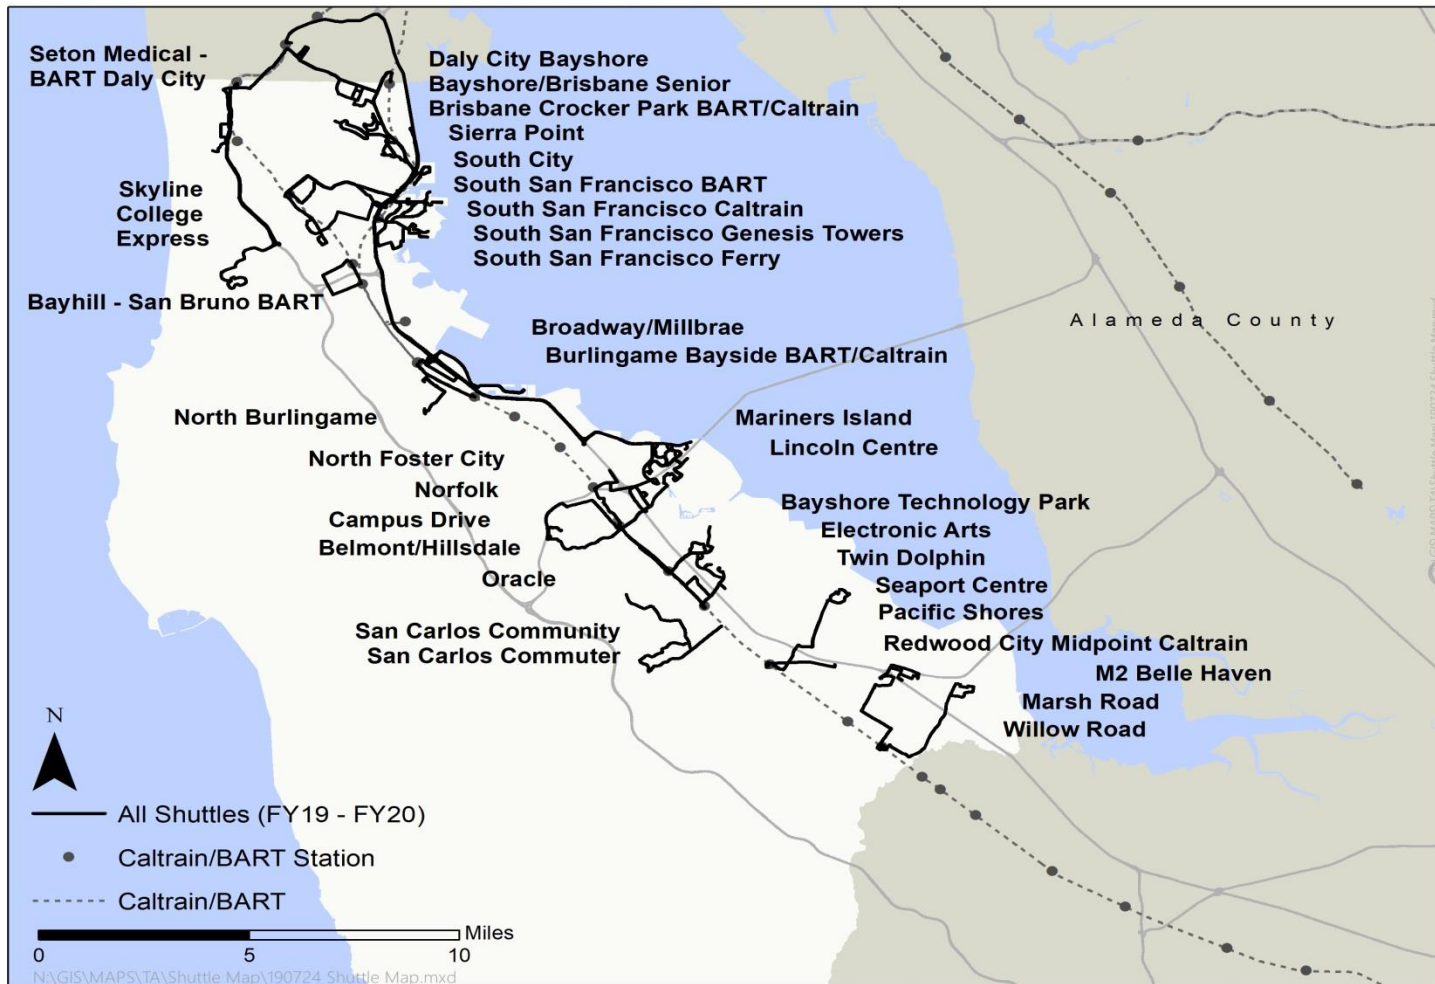 Seton Medical -
BART Daly City
Daly City Bayshore
Bayshore/Brisbane Senior
Brisbane Crocker Park BART/Caltrain
Sierra Point
South City
South San Francisco BART
South San Francisco Caltrain
South San Francisco Genesis Towers
South San Francisco Ferry
Skyline
College
Express
Bayhill - San Bruno BART
Broadway/Millbrae
Burlingame Bayside BART/Caltrain
Alameda County
North Burlingame
Mariners Island
Lincoln Centre
North Foster City
Norfolk
Campus Drive
Belmont/Hillsdale
Oracle
Bayshore Technology Park
Electronic Arts
Twin Dolphin
Seaport Centre
Pacific Shores
San Carlos Community
San Carlos Commuter
Redwood City Midpoint Caltrain
M2 Belle Haven
Marsh Road
Willow Road
N
All Shuttles (FY19 - FY20)
Caltrain/BART Station
Caltrain/BART
Miles
0 5 10
N:\GIS\MAPS\TA\Shuttle Map\190724 Shuttle Map.mxd